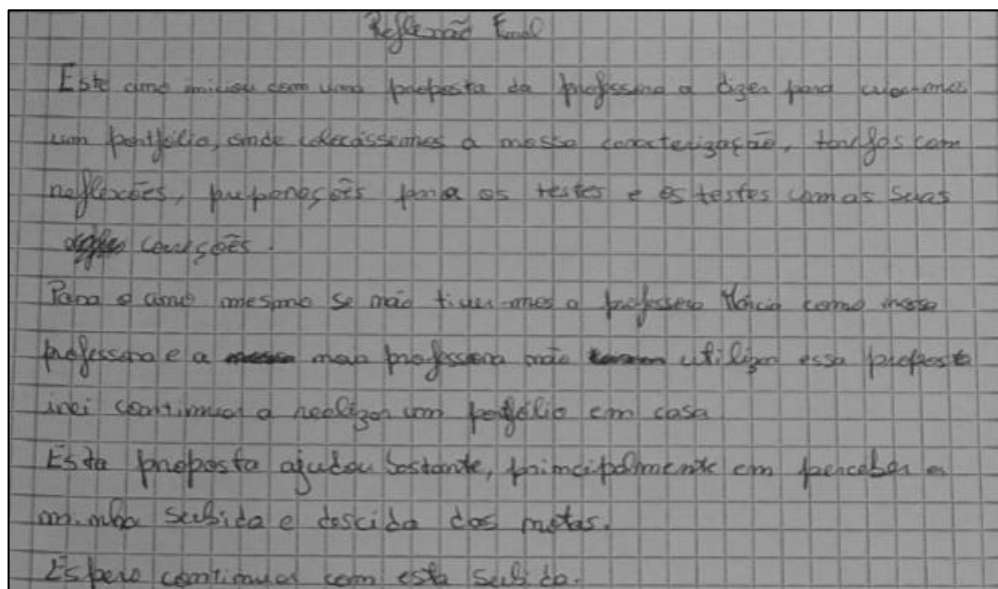 Reflexão Final
Este ano iniciou com uma proposta da professora a dizer para criar-mos
um portfólio, onde colocássemos a nossa caracterização, tarefas com
reflexões, preparações para os testes e os testes com as suas
correções.
Para o ano mesmo se não tiver-mos a professora como nossa
professora e a nova professora não utilizar essa proposta
irei continuar a realizar um portfólio em casa
Esta proposta ajudou bastante, principalmente em perceber a
minha subida e descida das notas.
Espero continuar com esta subida.